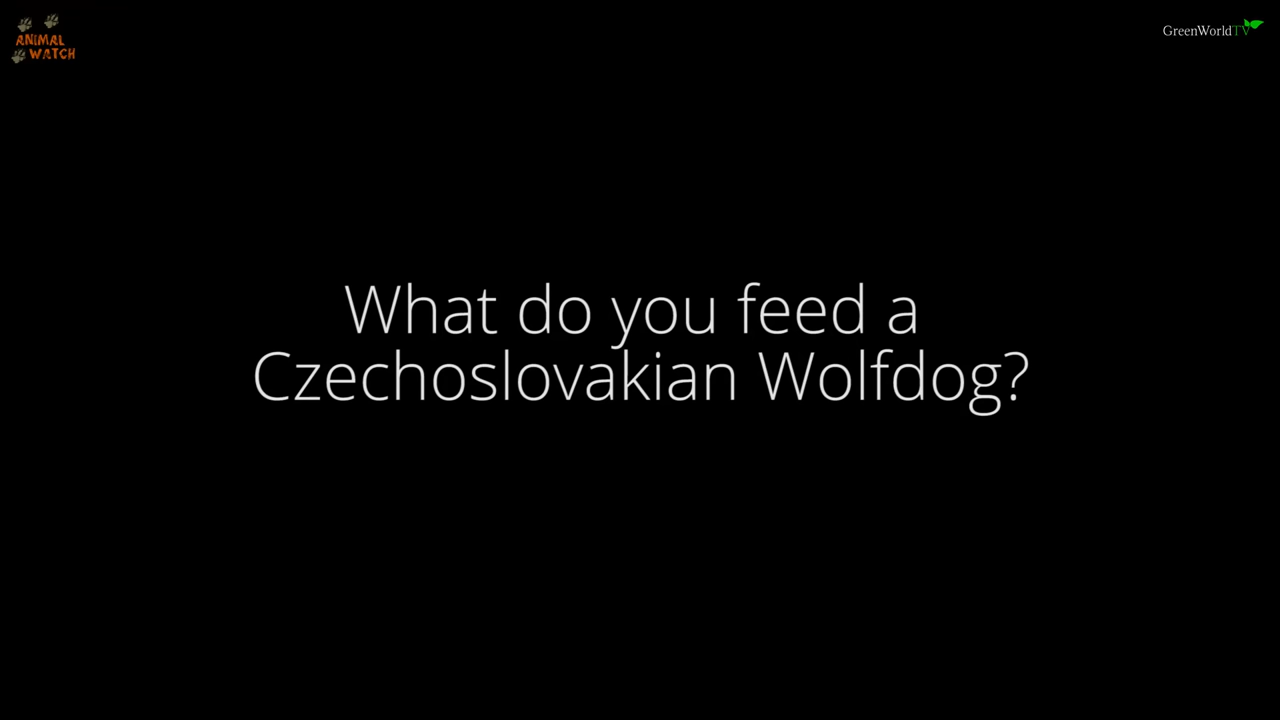 ANIMAL
WATCH
GreenWorldTV
What do you feed a
Czechoslovakian Wolfdog?